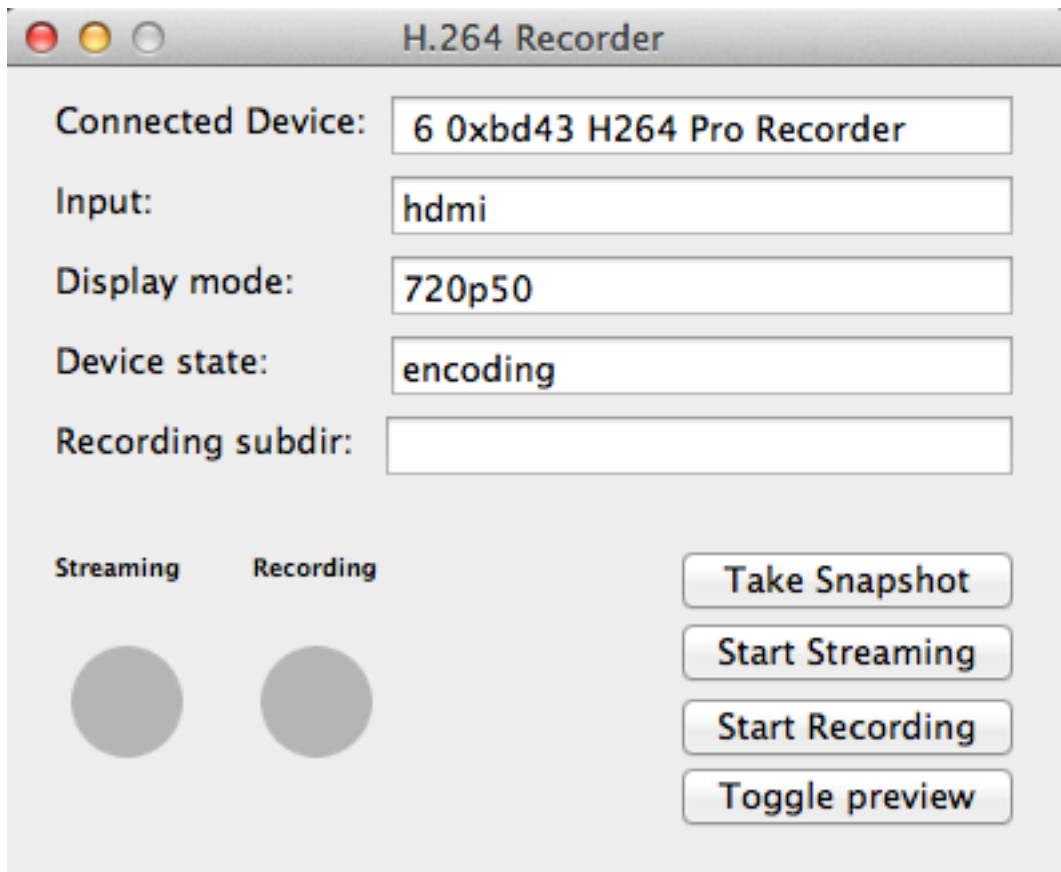 H.264 Recorder
Connected Device: 6 0xbd43 H264 Pro Recorder
Input: hdmi
Display mode: 720p50
Device state: encoding
Recording subdir:
Streaming Recording
Take Snapshot
Start Streaming
Start Recording
Toggle preview